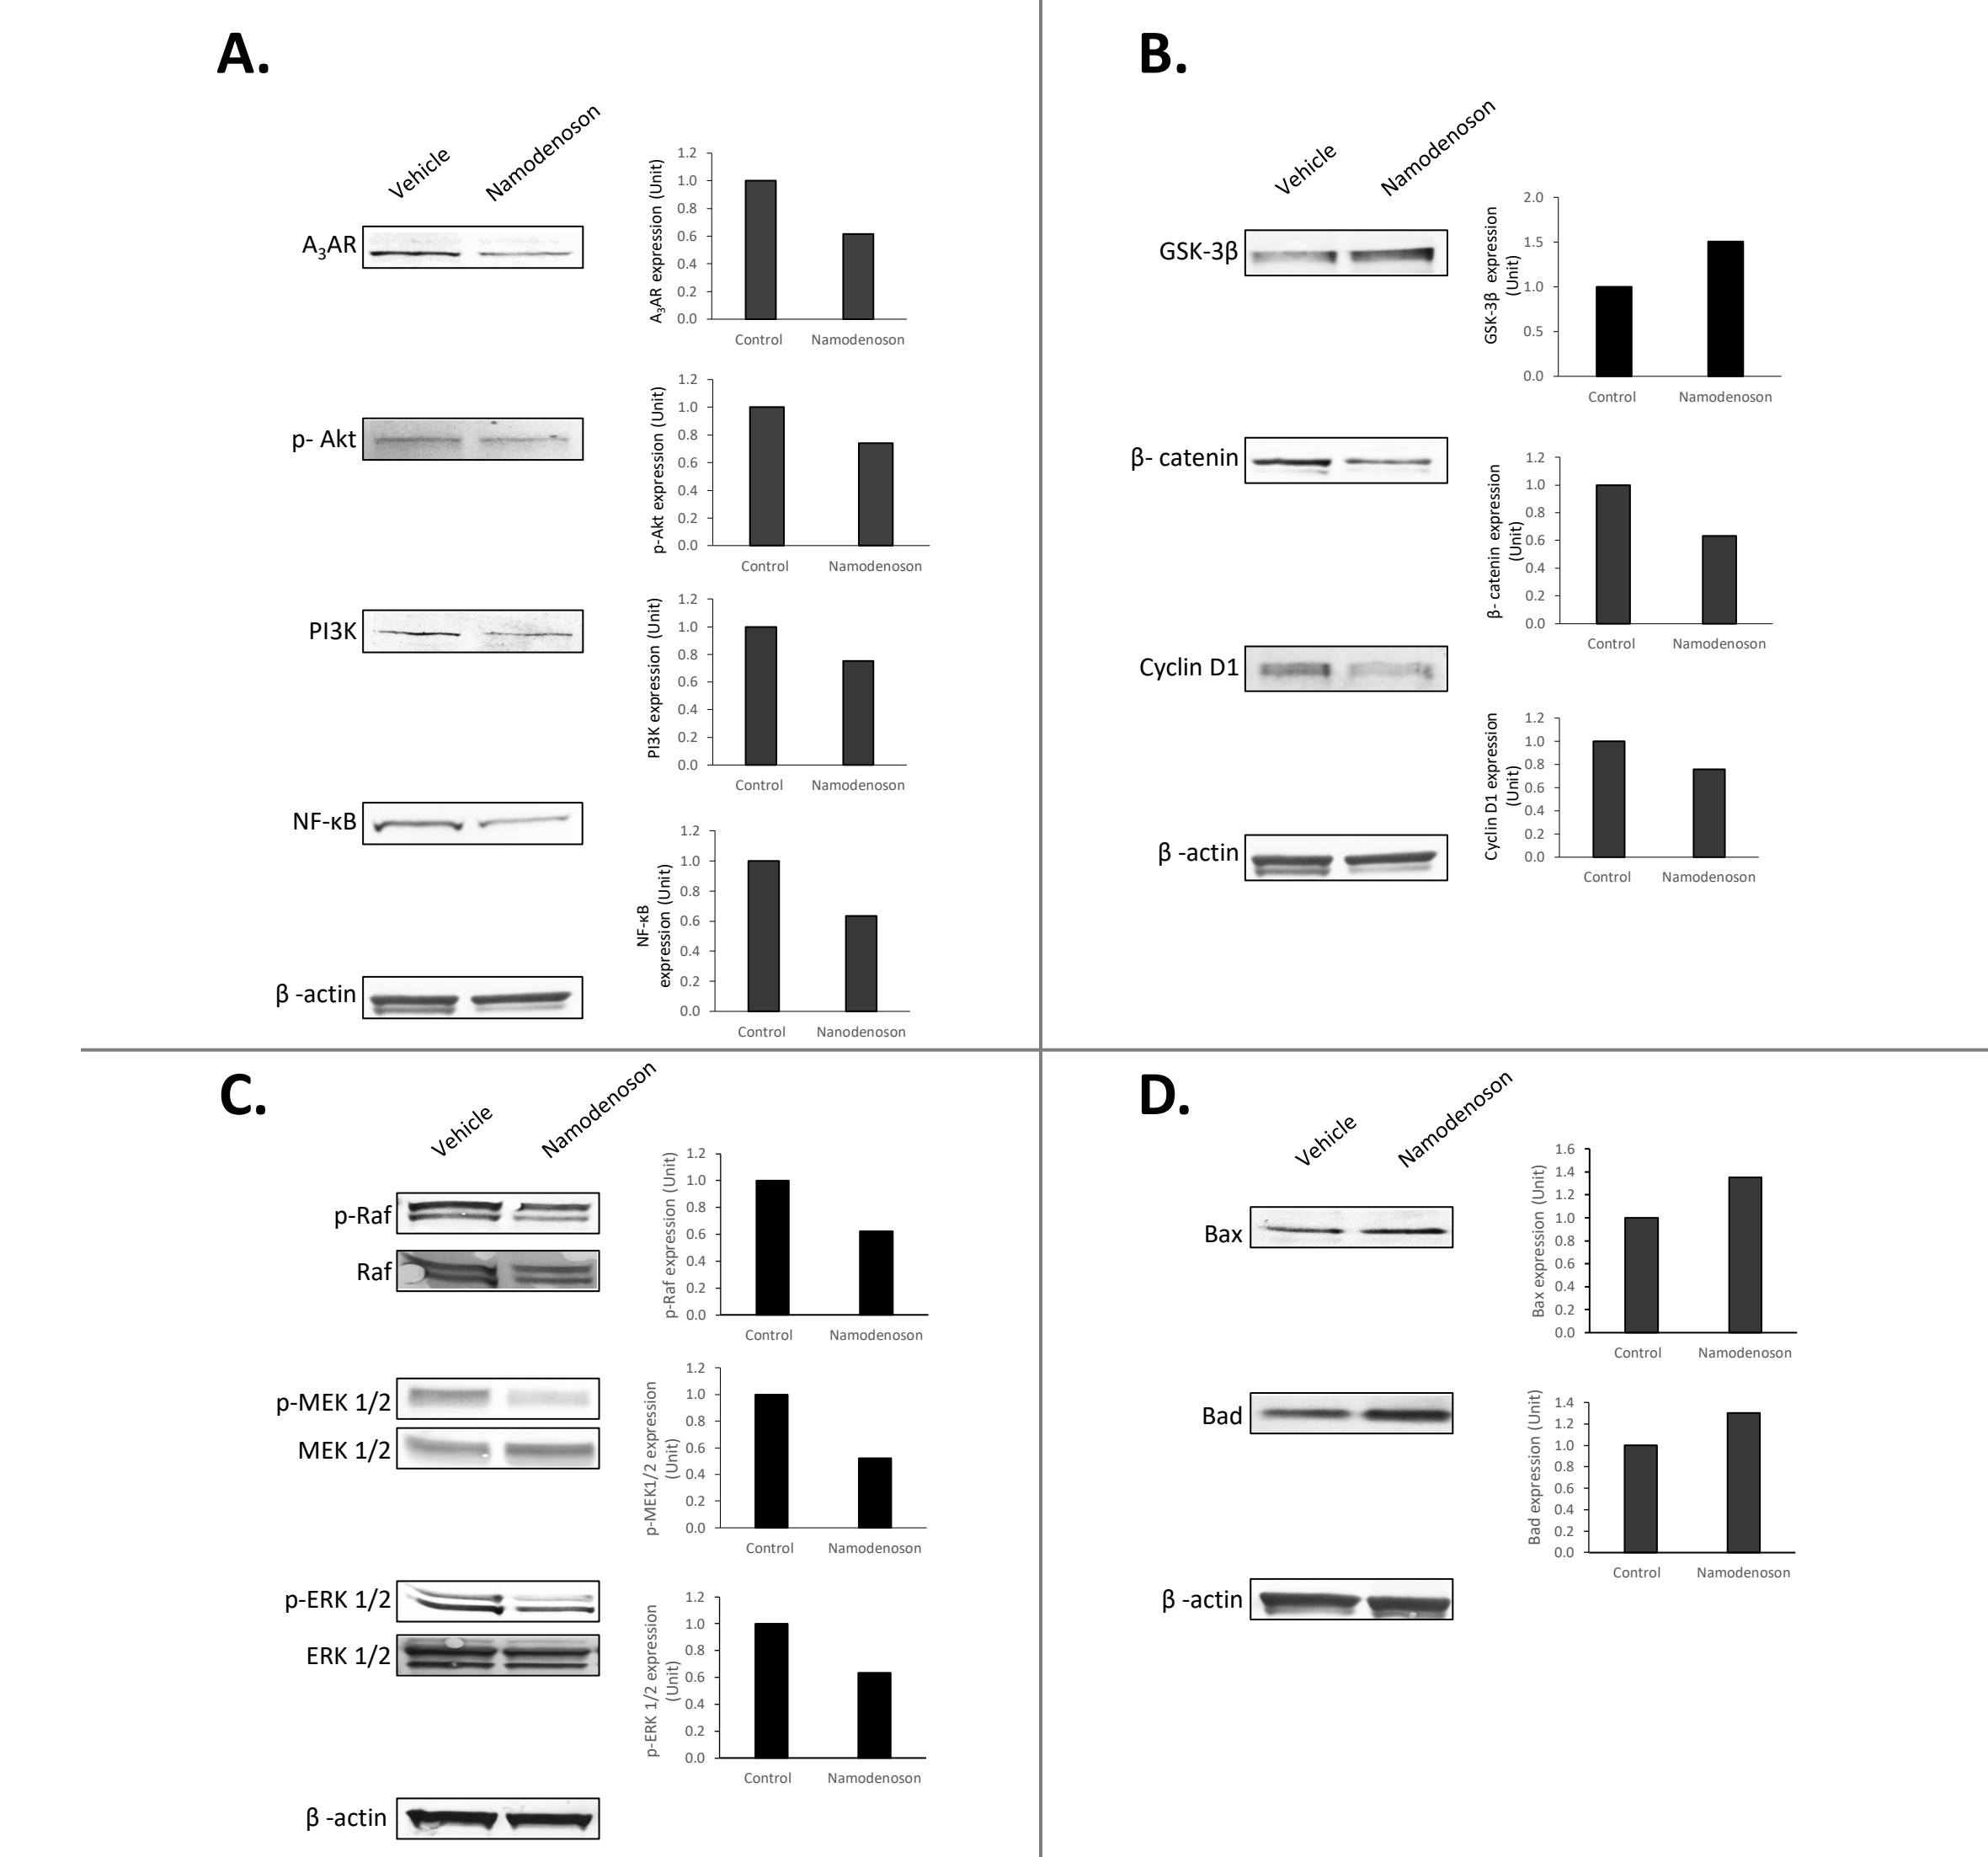 A.
Vehicle
Namodenoson
A₃AR
p- Akt
PI3K
NF-κB
β -actin
A₃AR expression (Unit)
1.2
1.0
0.8
0.6
0.4
0.2
0.0
Control
Namodenoson
p-Akt expression (Unit)
1.2
1.0
0.8
0.6
0.4
0.2
0.0
Control
Namodenoson
PI3K expression (Unit)
1.2
1.0
0.8
0.6
0.4
0.2
0.0
Control
Namodenoson
NF-κB
expression (Unit)
1.2
1.0
0.8
0.6
0.4
0.2
0.0
Control
Nanodenoson
B.
Vehicle
Namodenoson
GSK-3β
β- catenin
Cyclin D1
β -actin
GSK-3β expression
(Unit)
2.0
1.5
1.0
0.5
0.0
Control
Namodenoson
β- catenin expression
(Unit)
1.2
1.0
0.8
0.6
0.4
0.2
0.0
Control
Namodenoson
Cyclin D1 expression
(Unit)
1.2
1.0
0.8
0.6
0.4
0.2
0.0
Control
Namodenoson
C.
Vehicle
Namodenoson
p-Raf
Raf
p-MEK 1/2
MEK 1/2
p-ERK 1/2
ERK 1/2
β -actin
p-Raf expression (Unit)
1.2
1.0
0.8
0.6
0.4
0.2
0.0
Control
Namodenoson
p-MEK1/2 expression
(Unit)
1.2
1.0
0.8
0.6
0.4
0.2
0.0
Control
Namodenoson
p-ERK 1/2 expression
(Unit)
1.2
1.0
0.8
0.6
0.4
0.2
0.0
Control
Namodenoson
D.
Vehicle
Namodenoson
Bax
Bad
β -actin
Bax expression (Unit)
1.6
1.4
1.2
1.0
0.8
0.6
0.4
0.2
0.0
Control
Namodenoson
Bad expression (Unit)
1.4
1.2
1.0
0.8
0.6
0.4
0.2
0.0
Control
Namodenoson